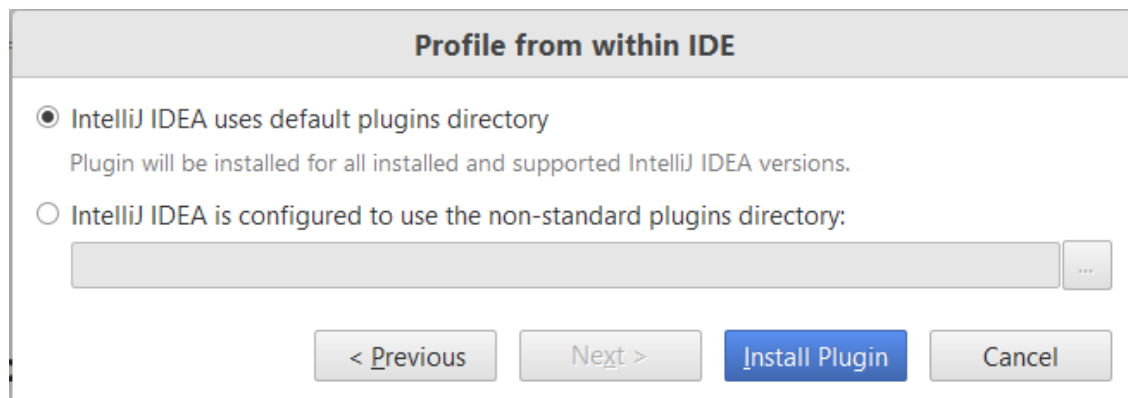 Profile from within IDE
IntelliJ IDEA uses default plugins directory
Plugin will be installed for all installed and supported IntelliJ IDEA versions.
IntelliJ IDEA is configured to use the non-standard plugins directory:
...
< Previous Next > Install Plugin Cancel